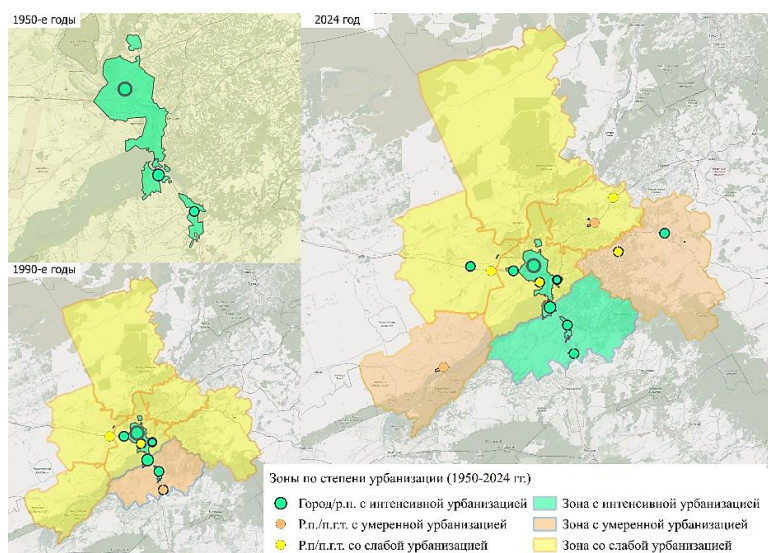 1950-е годы
2024 год
1990-е годы
Зоны по степени урбанизации (1950-2024 гг.)
Город/р.п. с интенсивной урбанизацией
Зона с интенсивной урбанизацией
Р.п./п.г.т. с умеренной урбанизацией
Зона с умеренной урбанизацией
Р.п/п.г.т. со слабой урбанизацией
Зона со слабой урбанизацией